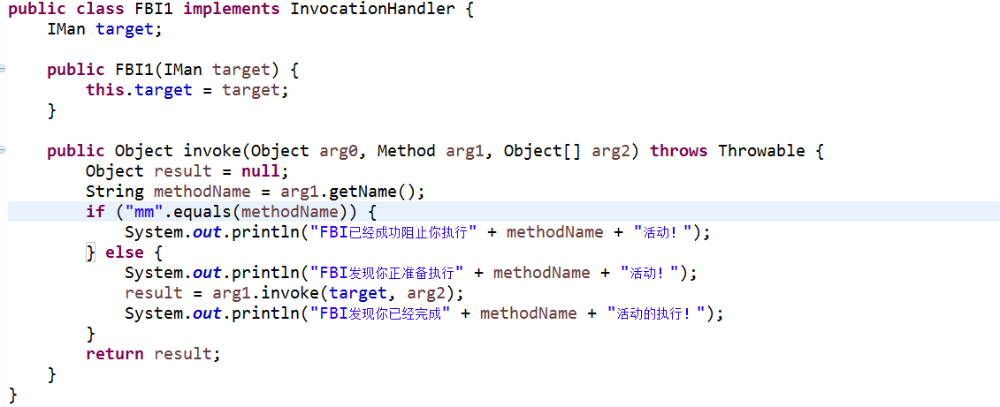 public class FBI1 implements InvocationHandler {
    IMan target;

    public FBI1(IMan target) {
        this.target = target;
    }

    public Object invoke(Object arg0, Method arg1, Object[] arg2) throws Throwable {
        Object result = null;
        String methodName = arg1.getName();
        if ("mm".equals(methodName)) {
            System.out.println("FBI已经成功阻止你执行" + methodName + "活动！");
        } else {
            System.out.println("FBI发现你正准备执行" + methodName + "活动！");
            result = arg1.invoke(target, arg2);
            System.out.println("FBI发现你已经完成" + methodName + "活动的执行！");
        }
        return result;
    }
}